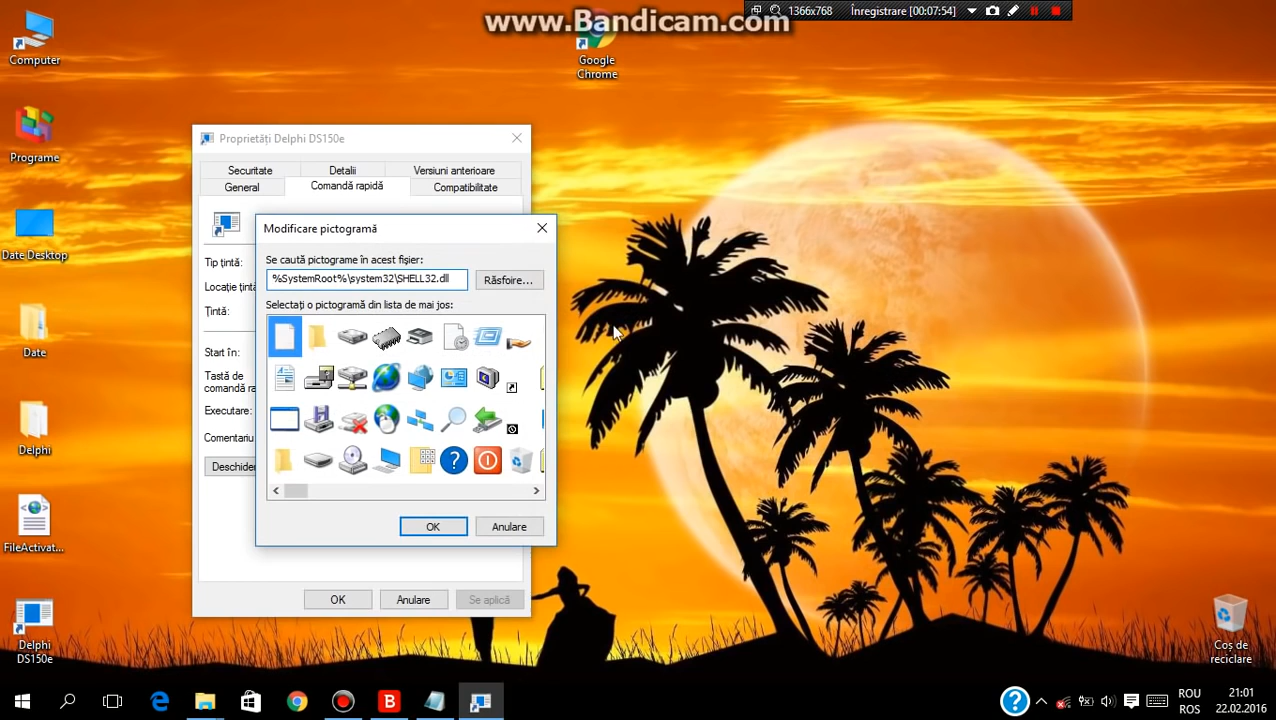 www.Bandicam.com
1366x768
Înregistrare [00:07:54]
Computer
Google
Chrome
Programe
Date Desktop
Date
Delphi
FileActivat...
Delphi
DS150e
Coș de
reciclare
Proprietăți Delphi DS150e
Securitate
Detalii
Versiuni anterioare
General
Comandă rapidă
Compatibilitate
Tip țintă:
Locație țintă
Țintă:
Start în:
Tastă de
comandă ra
Executare:
Comentariu
Deschide
OK
Anulare
Se aplică
Modificare pictogramă
Se caută pictograme în acest fișier:
%SystemRoot%\system32\SHELL32.dll
Răsfoire...
Selectați o pictogramă din lista de mai jos:
OK
Anulare
ROU
ROS
21:01
22.02.2016